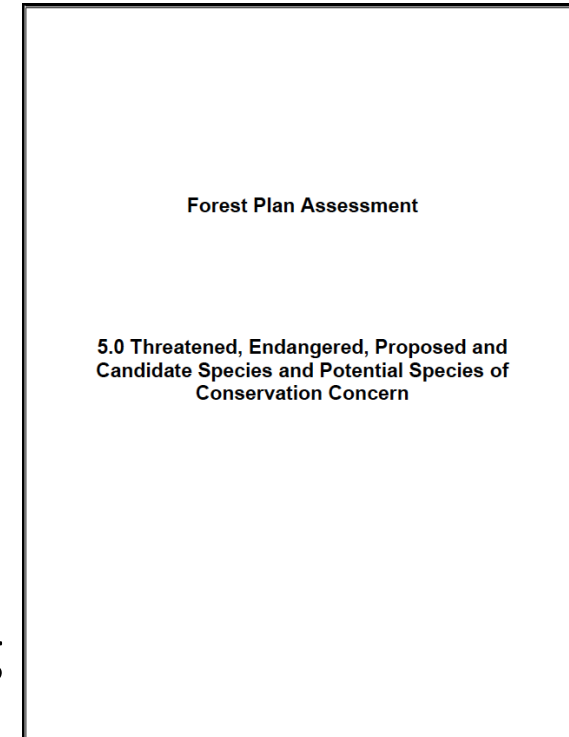 Forest Plan Assessment
5.0 Threatened, Endangered, Proposed and
Candidate Species and Potential Species of
Conservation Concern